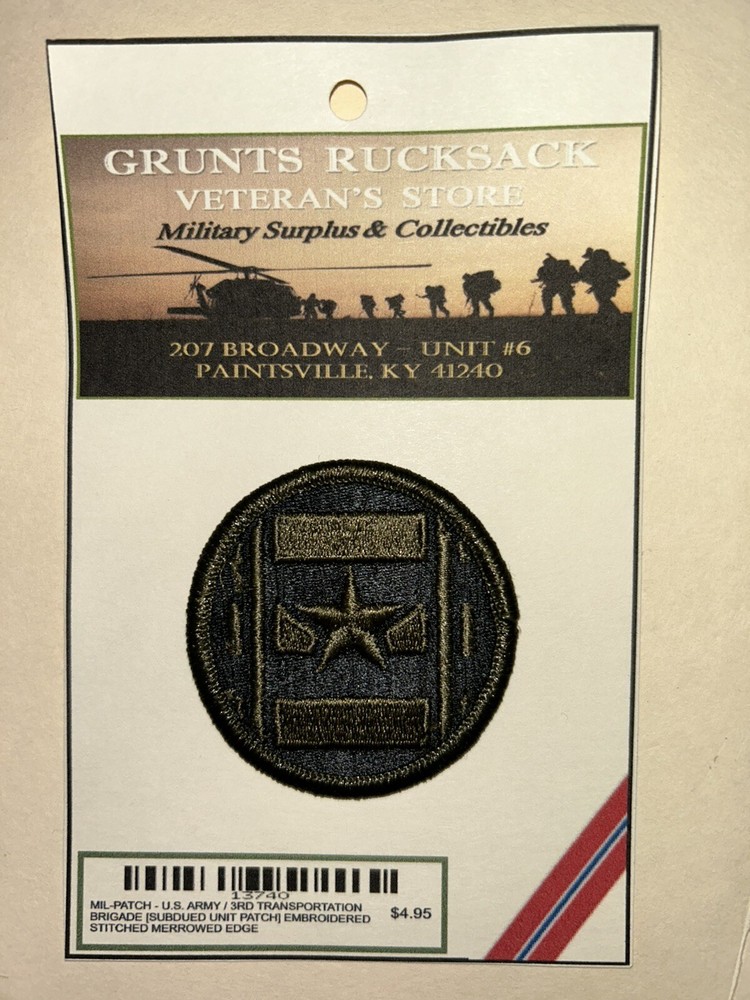 GRUNTS RUCKSACK
VETERAN'S STORE
Military Surplus & Collectibles
207 BROADWAY – UNIT #6
PAINTSVILLE, KY 41240
13740
MIL-PATCH - U.S. ARMY / 3RD TRANSPORTATION
BRIGADE [SUBDUED UNIT PATCH] EMBROIDERED
STITCHED MERROWED EDGE
$4.95